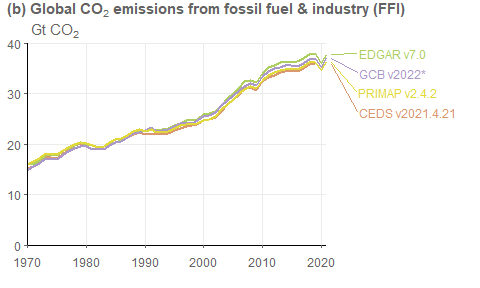 (b) Global CO₂ emissions from fossil fuel & industry (FFI)
Gt CO₂
40
30
20
10
0
1970 1980 1990 2000 2010 2020
EDGAR v7.0
GCB v2022*
PRIMAP v2.4.2
CEDS v2021.4.21